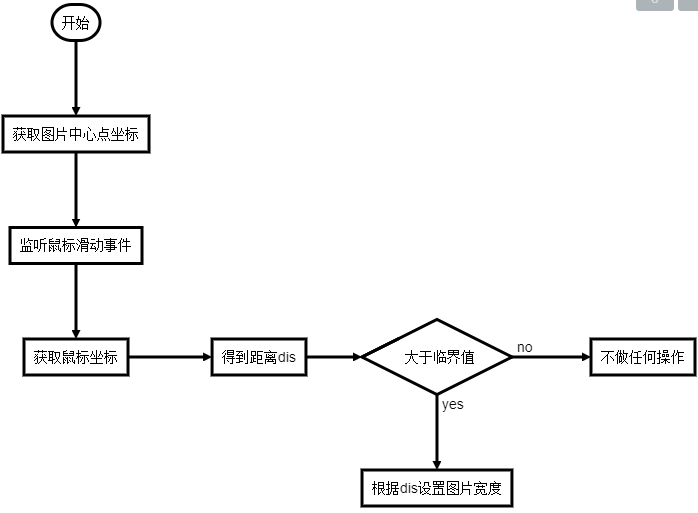 开始
获取图片中心点坐标
监听鼠标滑动事件
获取鼠标坐标
得到距离dis
大于临界值
no
不做任何操作
yes
根据dis设置图片宽度